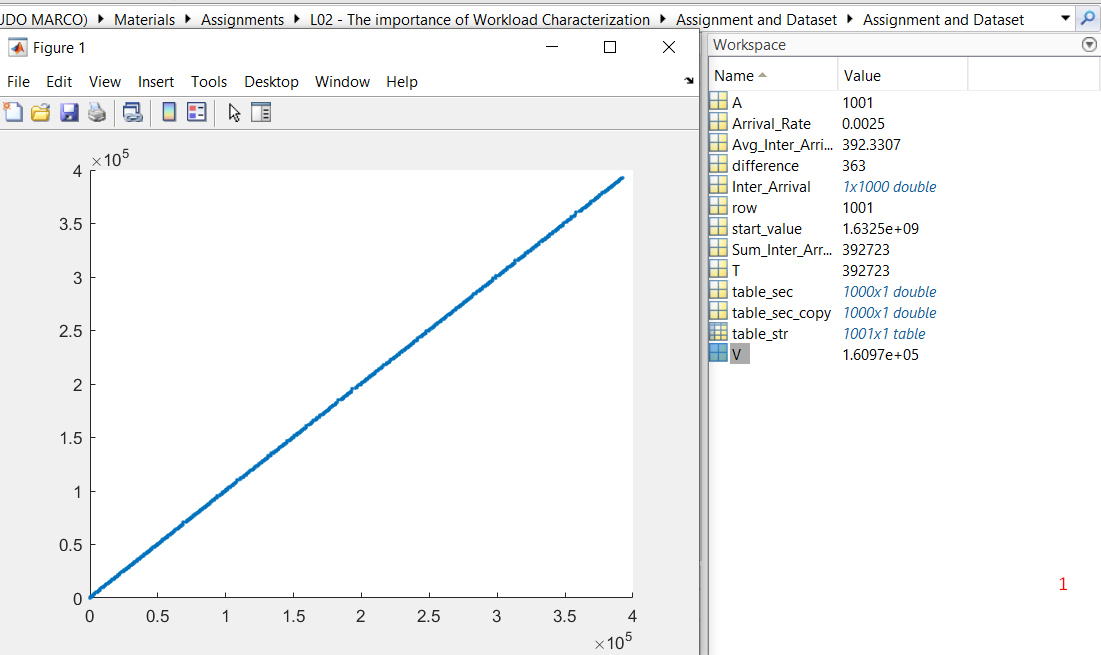 UDO MARCO) Materials Assignments L02 - The importance of Workload Characterization Assignment and Dataset Assignment and Dataset
Figure 1
File Edit View Insert Tools Desktop Window Help
×10^5
4
3.5
3
2.5
2
1.5
1
0.5
0
0 0.5 1 1.5 2 2.5 3 3.5 4
×10^5
Workspace
Name Value
A 1001
Arrival_Rate 0.0025
Avg_Inter_Arri... 392.3307
difference 363
Inter_Arrival 1x1000 double
row 1001
start_value 1.6325e+09
Sum_Inter_Arr... 392723
T 392723
table_sec 1000x1 double
table_sec_copy 1000x1 double
table_str 1001x1 table
V 1.6097e+05
1